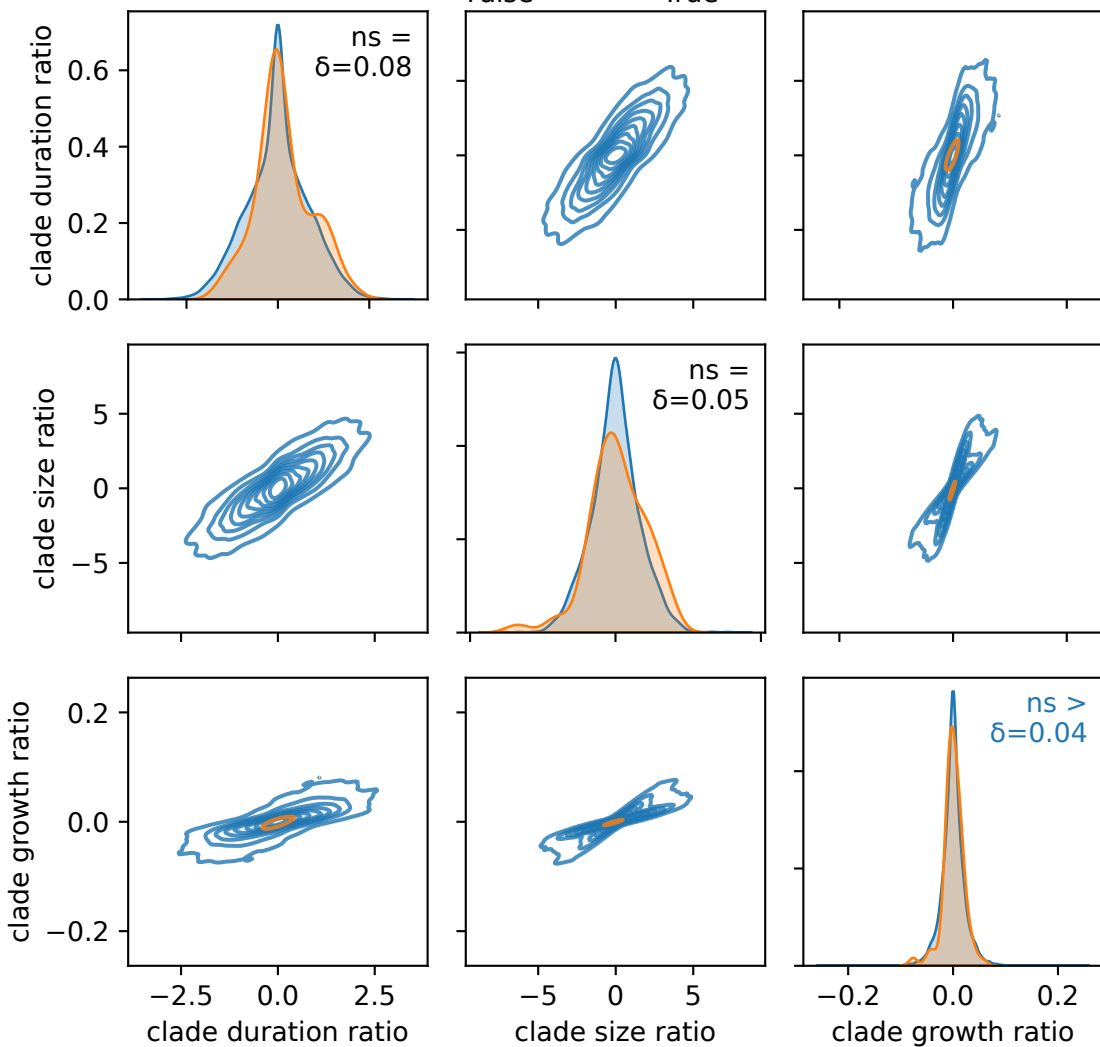 clade duration ratio
0.6
0.4
0.2
0.0
ns =
δ=0.08
clade size ratio
5
0
−5
ns =
δ=0.05
clade growth ratio
0.2
0.0
−0.2
ns >
δ=0.04
−2.5 0.0 2.5
clade duration ratio
−5 0 5
clade size ratio
−0.2 0.0 0.2
clade growth ratio